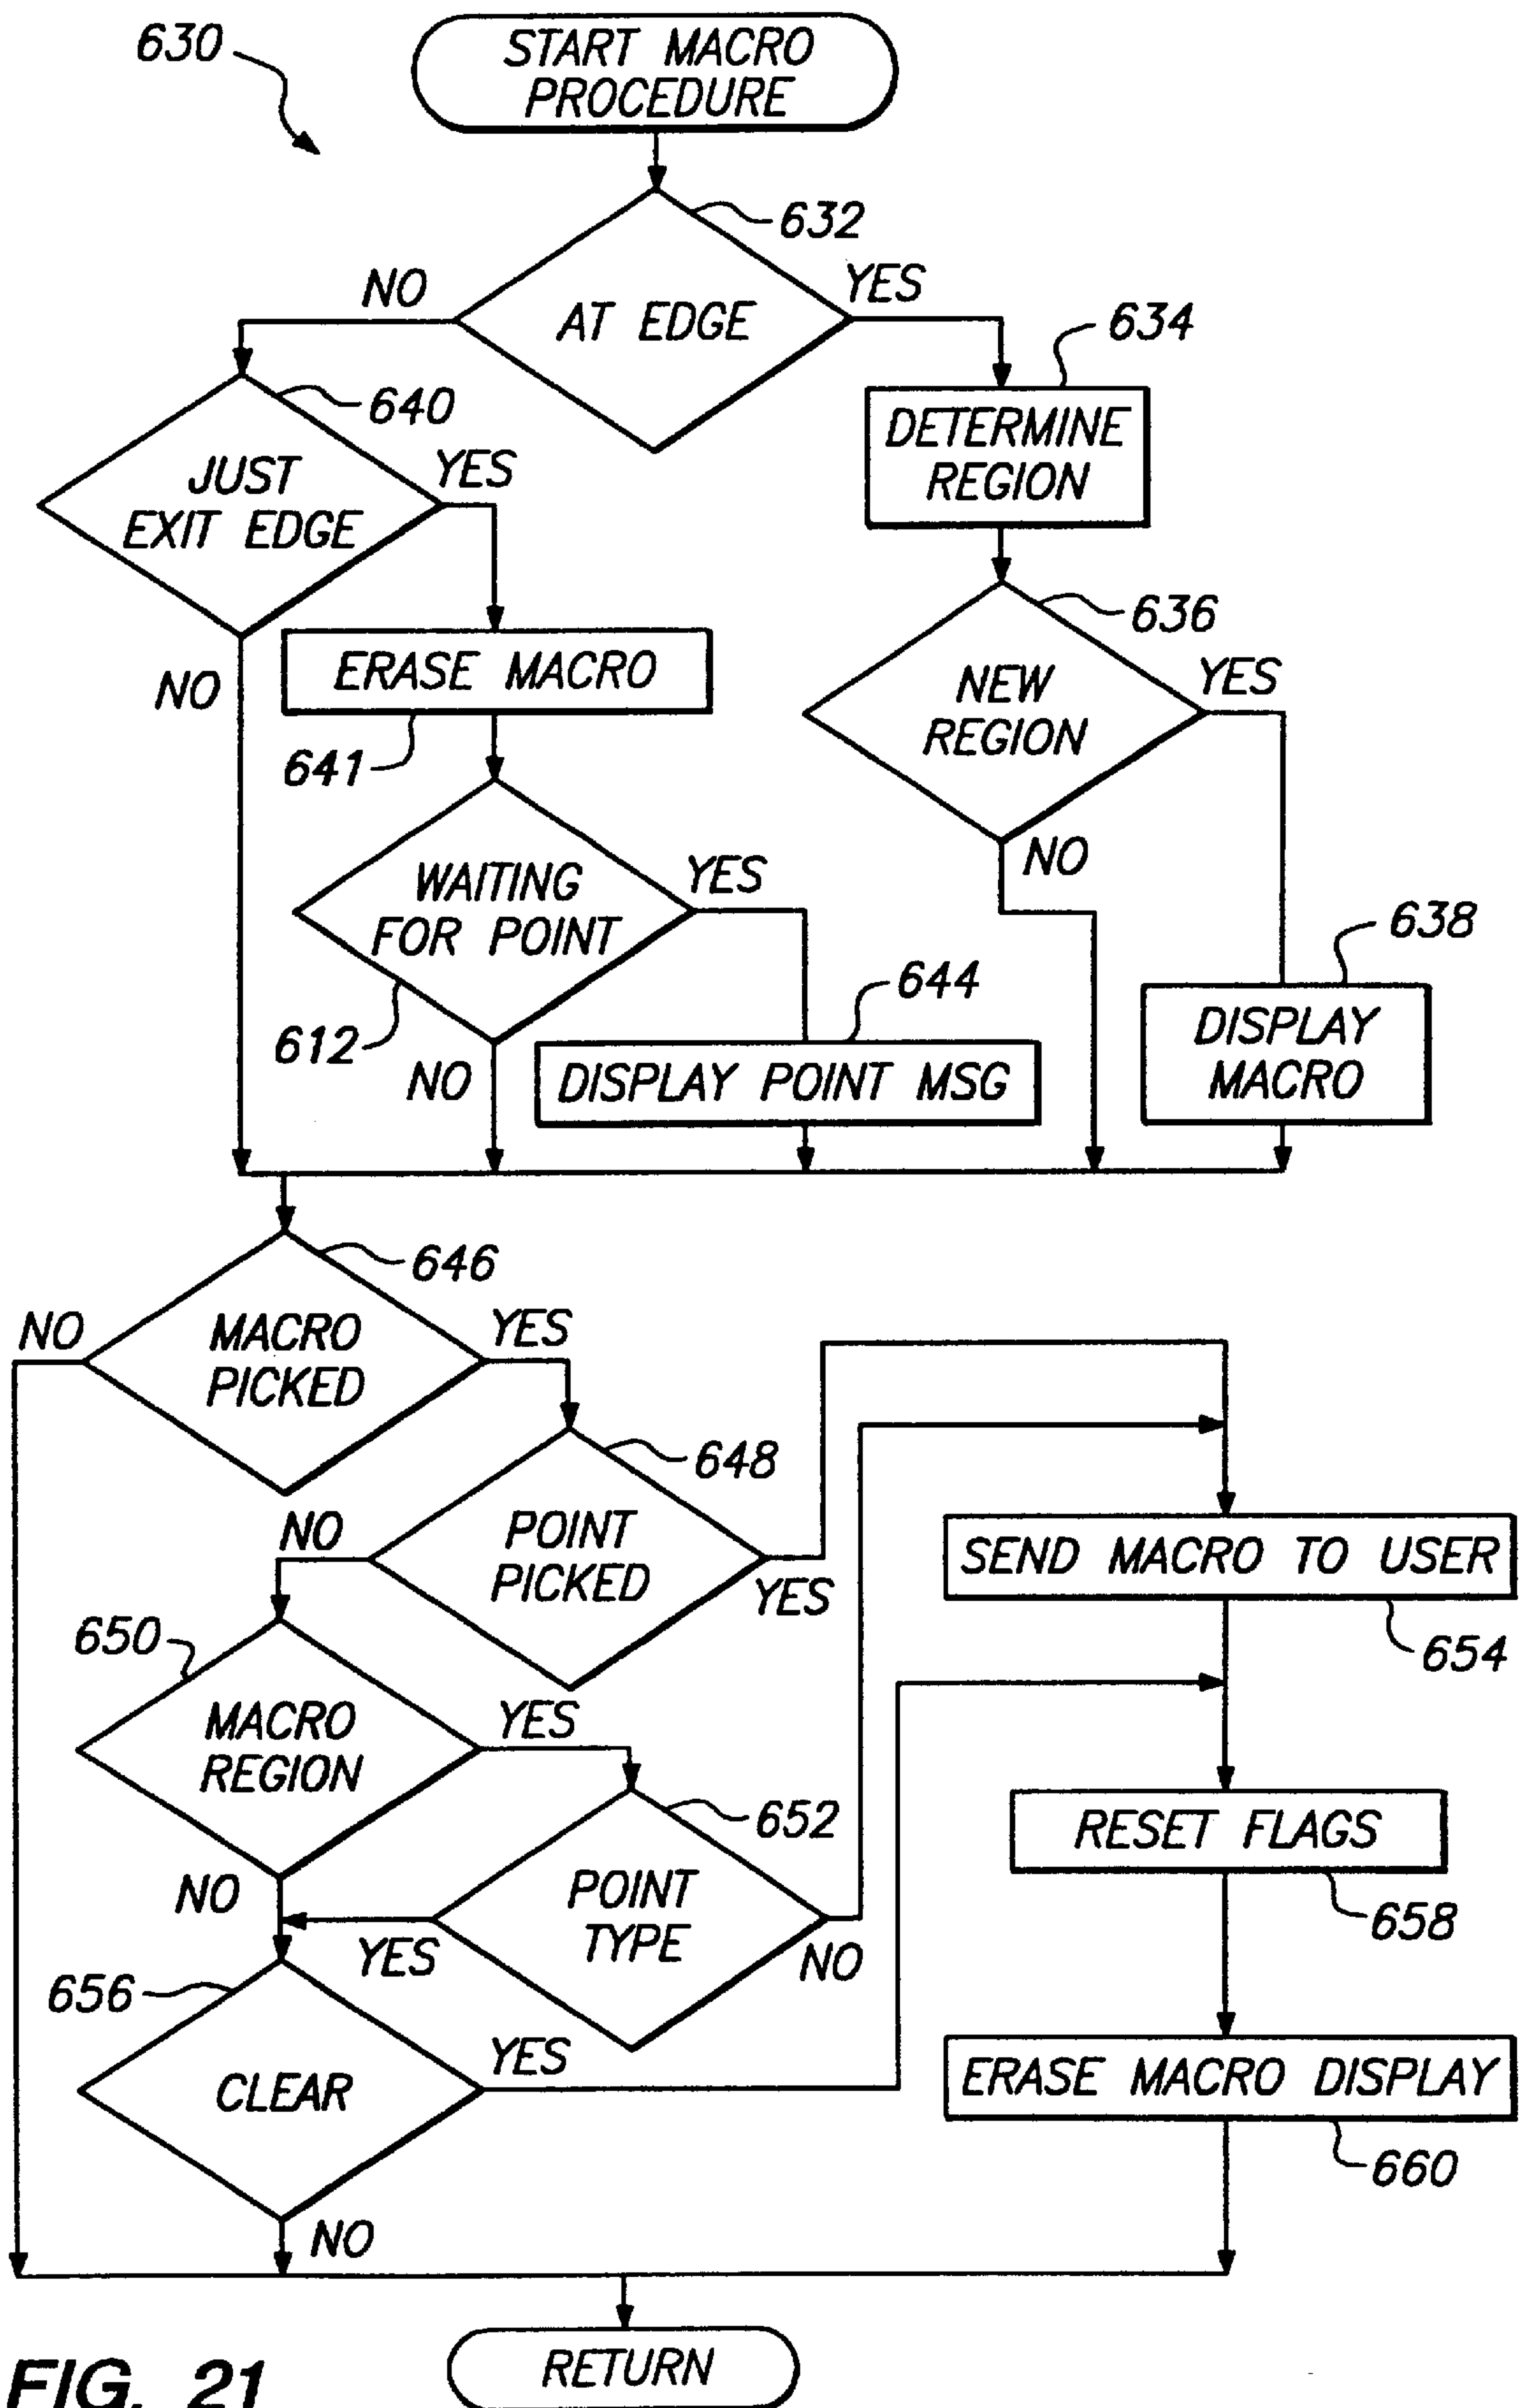 630
START MACRO
PROCEDURE
632
NO
YES
AT EDGE
634
640
DETERMINE
REGION
JUST
EXIT EDGE
YES
636
NO
ERASE MACRO
NEW
REGION
YES
641
WAITING
FOR POINT
YES
NO
638
612
644
NO
DISPLAY POINT MSG
DISPLAY
MACRO
646
NO
MACRO
PICKED
YES
648
NO
POINT
PICKED
YES
SEND MACRO TO USER
654
650
MACRO
REGION
YES
652
RESET FLAGS
NO
POINT
TYPE
658
YES
NO
656
CLEAR
YES
ERASE MACRO DISPLAY
660
NO
RETURN
FIG. 21